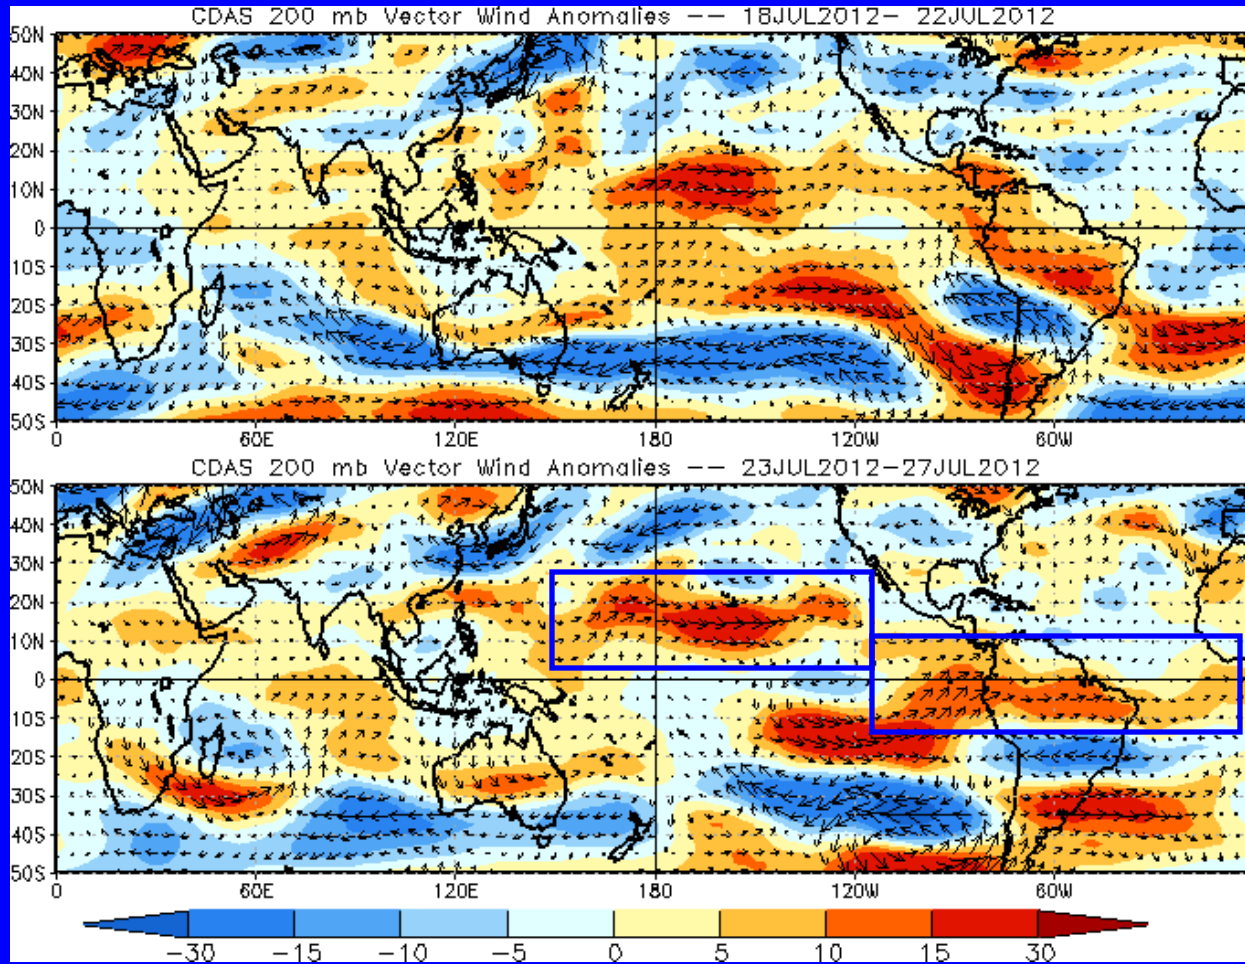 CDAS 200 mb Vector Wind Anomalies -- 18JUL2012- 22JUL2012
50N
40N
30N
20N
10N
0
10S
20S
30S
40S
50S
0 60E 120E 180 120W 60W
CDAS 200 mb Vector Wind Anomalies -- 23JUL2012-27JUL2012
50N
40N
30N
20N
10N
0
10S
20S
30S
40S
50S
0 60E 120E 180 120W 60W
-30 -15 -10 -5 0 5 10 15 30